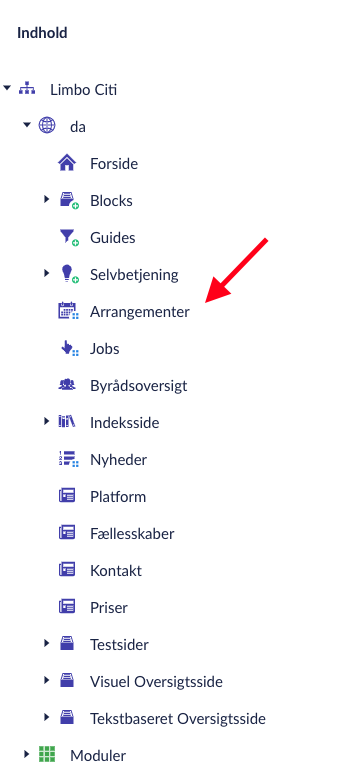 Indhold
Limbo Citi
da
Forside
Blocks
Guides
Selvbetjening
Arrangementer
Jobs
Byrådsoversigt
Indeksside
Nyheder
Platform
Fællesskaber
Kontakt
Priser
Testsider
Visuel Oversigtsside
Tekstbaseret Oversigtsside
Moduler